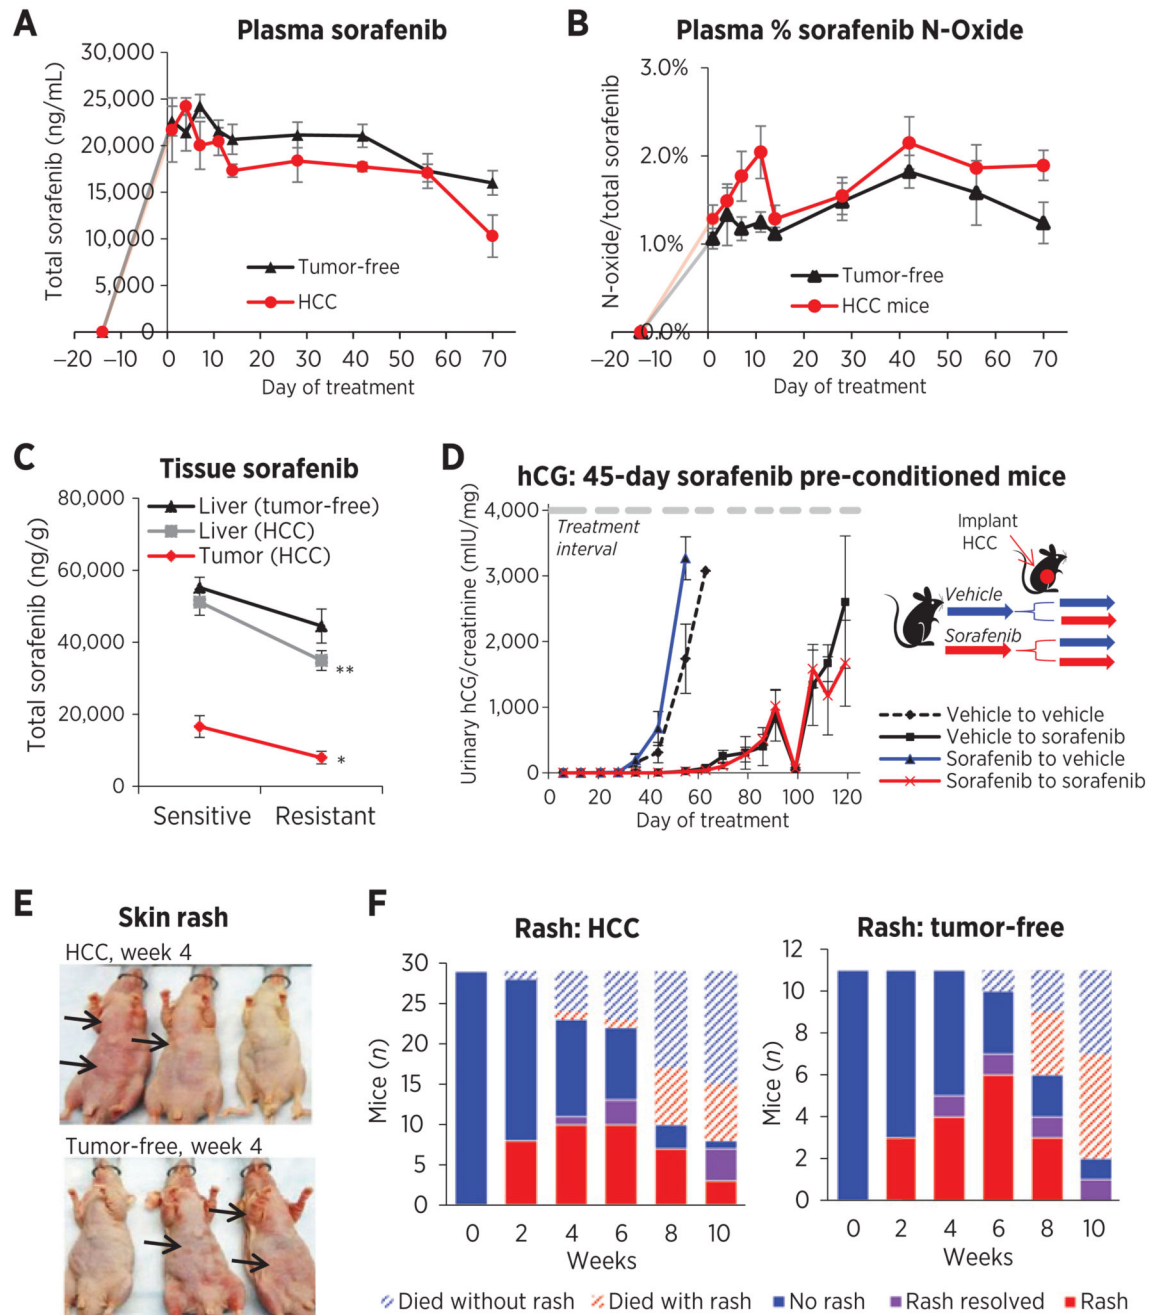 A
Plasma sorafenib
Total sorafenib (ng/mL)
30,000
25,000
20,000
15,000
10,000
5,000
0
Tumor-free
HCC
−20 −10 0 10 20 30 40 50 60 70
Day of treatment
B
Plasma % sorafenib N-Oxide
N-oxide/total sorafenib
3.0%
2.0%
1.0%
0.0%
Tumor-free
HCC mice
−20 −10 0 10 20 30 40 50 60 70
Day of treatment
C
Tissue sorafenib
Total sorafenib (ng/g)
80,000
60,000
40,000
20,000
0
Liver (tumor-free)
Liver (HCC)
Tumor (HCC)
**
*
Sensitive Resistant
D
hCG: 45-day sorafenib pre-conditioned mice
Urinary hCG/creatinine (mIU/mg)
4,000
3,000
2,000
1,000
0
Treatment
interval
0 20 40 60 80 100 120
Day of treatment
Implant
HCC
Vehicle
Sorafenib
Vehicle to vehicle
Vehicle to sorafenib
Sorafenib to vehicle
Sorafenib to sorafenib
E
Skin rash
HCC, week 4
Tumor-free, week 4
F
Rash: HCC
Mice (n)
30
25
20
15
10
5
0
0 2 4 6 8 10
Weeks
Rash: tumor-free
Mice (n)
12
10
8
6
4
2
0
0 2 4 6 8 10
Weeks
Died without rash Died with rash No rash Rash resolved Rash